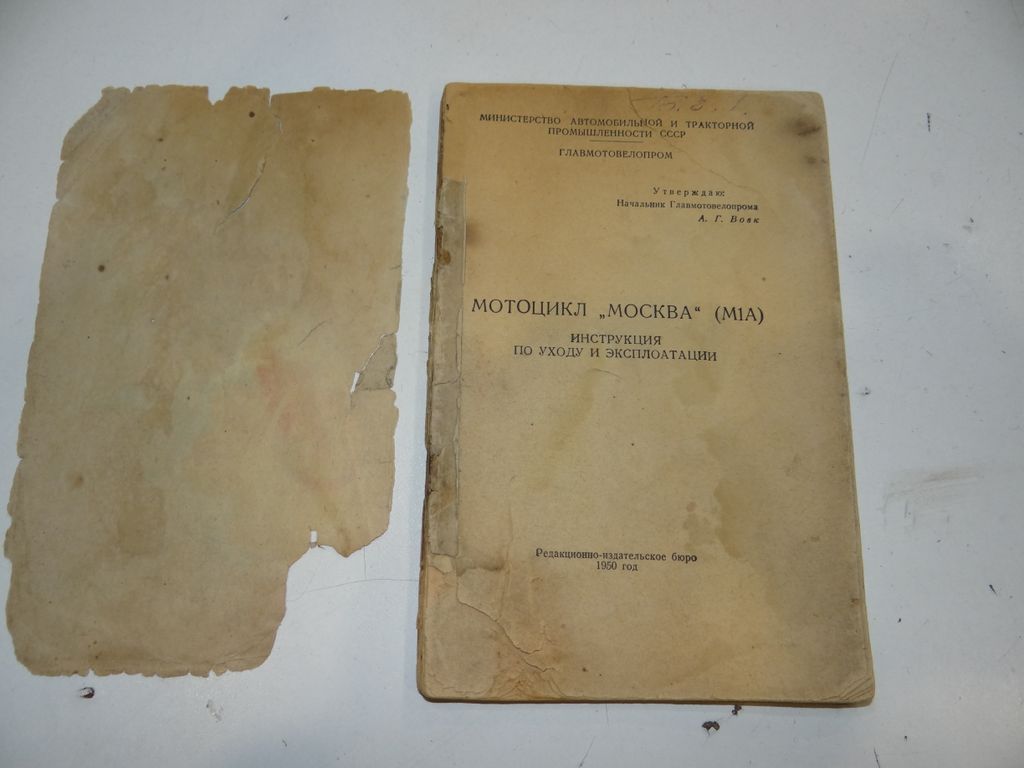 МИНИСТЕРСТВО АВТОМОБИЛЬНОЙ И ТРАКТОРНОЙ
ПРОМЫШЛЕННОСТИ СССР
ГЛАВМОТОВЕЛОПРОМ
Утверждаю:
Начальник Главмотовелопрома
А. Г. Вовк
МОТОЦИКЛ „МОСКВА“ (М1А)
ИНСТРУКЦИЯ
ПО УХОДУ И ЭКСПЛОАТАЦИИ
Редакционно-издательское бюро
1950 год